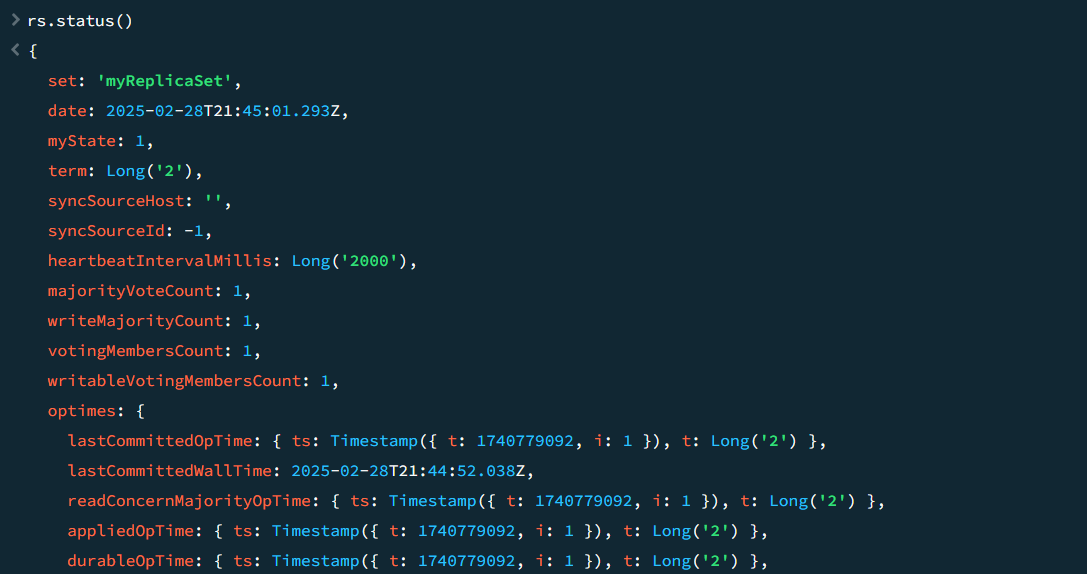 > rs.status()
< {
set: 'myReplicaSet',
date: 2025-02-28T21:45:01.293Z,
myState: 1,
term: Long('2'),
syncSourceHost: '',
syncSourceId: -1,
heartbeatIntervalMillis: Long('2000'),
majorityVoteCount: 1,
writeMajorityCount: 1,
votingMembersCount: 1,
writableVotingMembersCount: 1,
optimes: {
lastCommittedOpTime: { ts: Timestamp({ t: 1740779092, i: 1 }), t: Long('2') },
lastCommittedWallTime: 2025-02-28T21:44:52.038Z,
readConcernMajorityOpTime: { ts: Timestamp({ t: 1740779092, i: 1 }), t: Long('2') },
appliedOpTime: { ts: Timestamp({ t: 1740779092, i: 1 }), t: Long('2') },
durableOpTime: { ts: Timestamp({ t: 1740779092, i: 1 }), t: Long('2') },